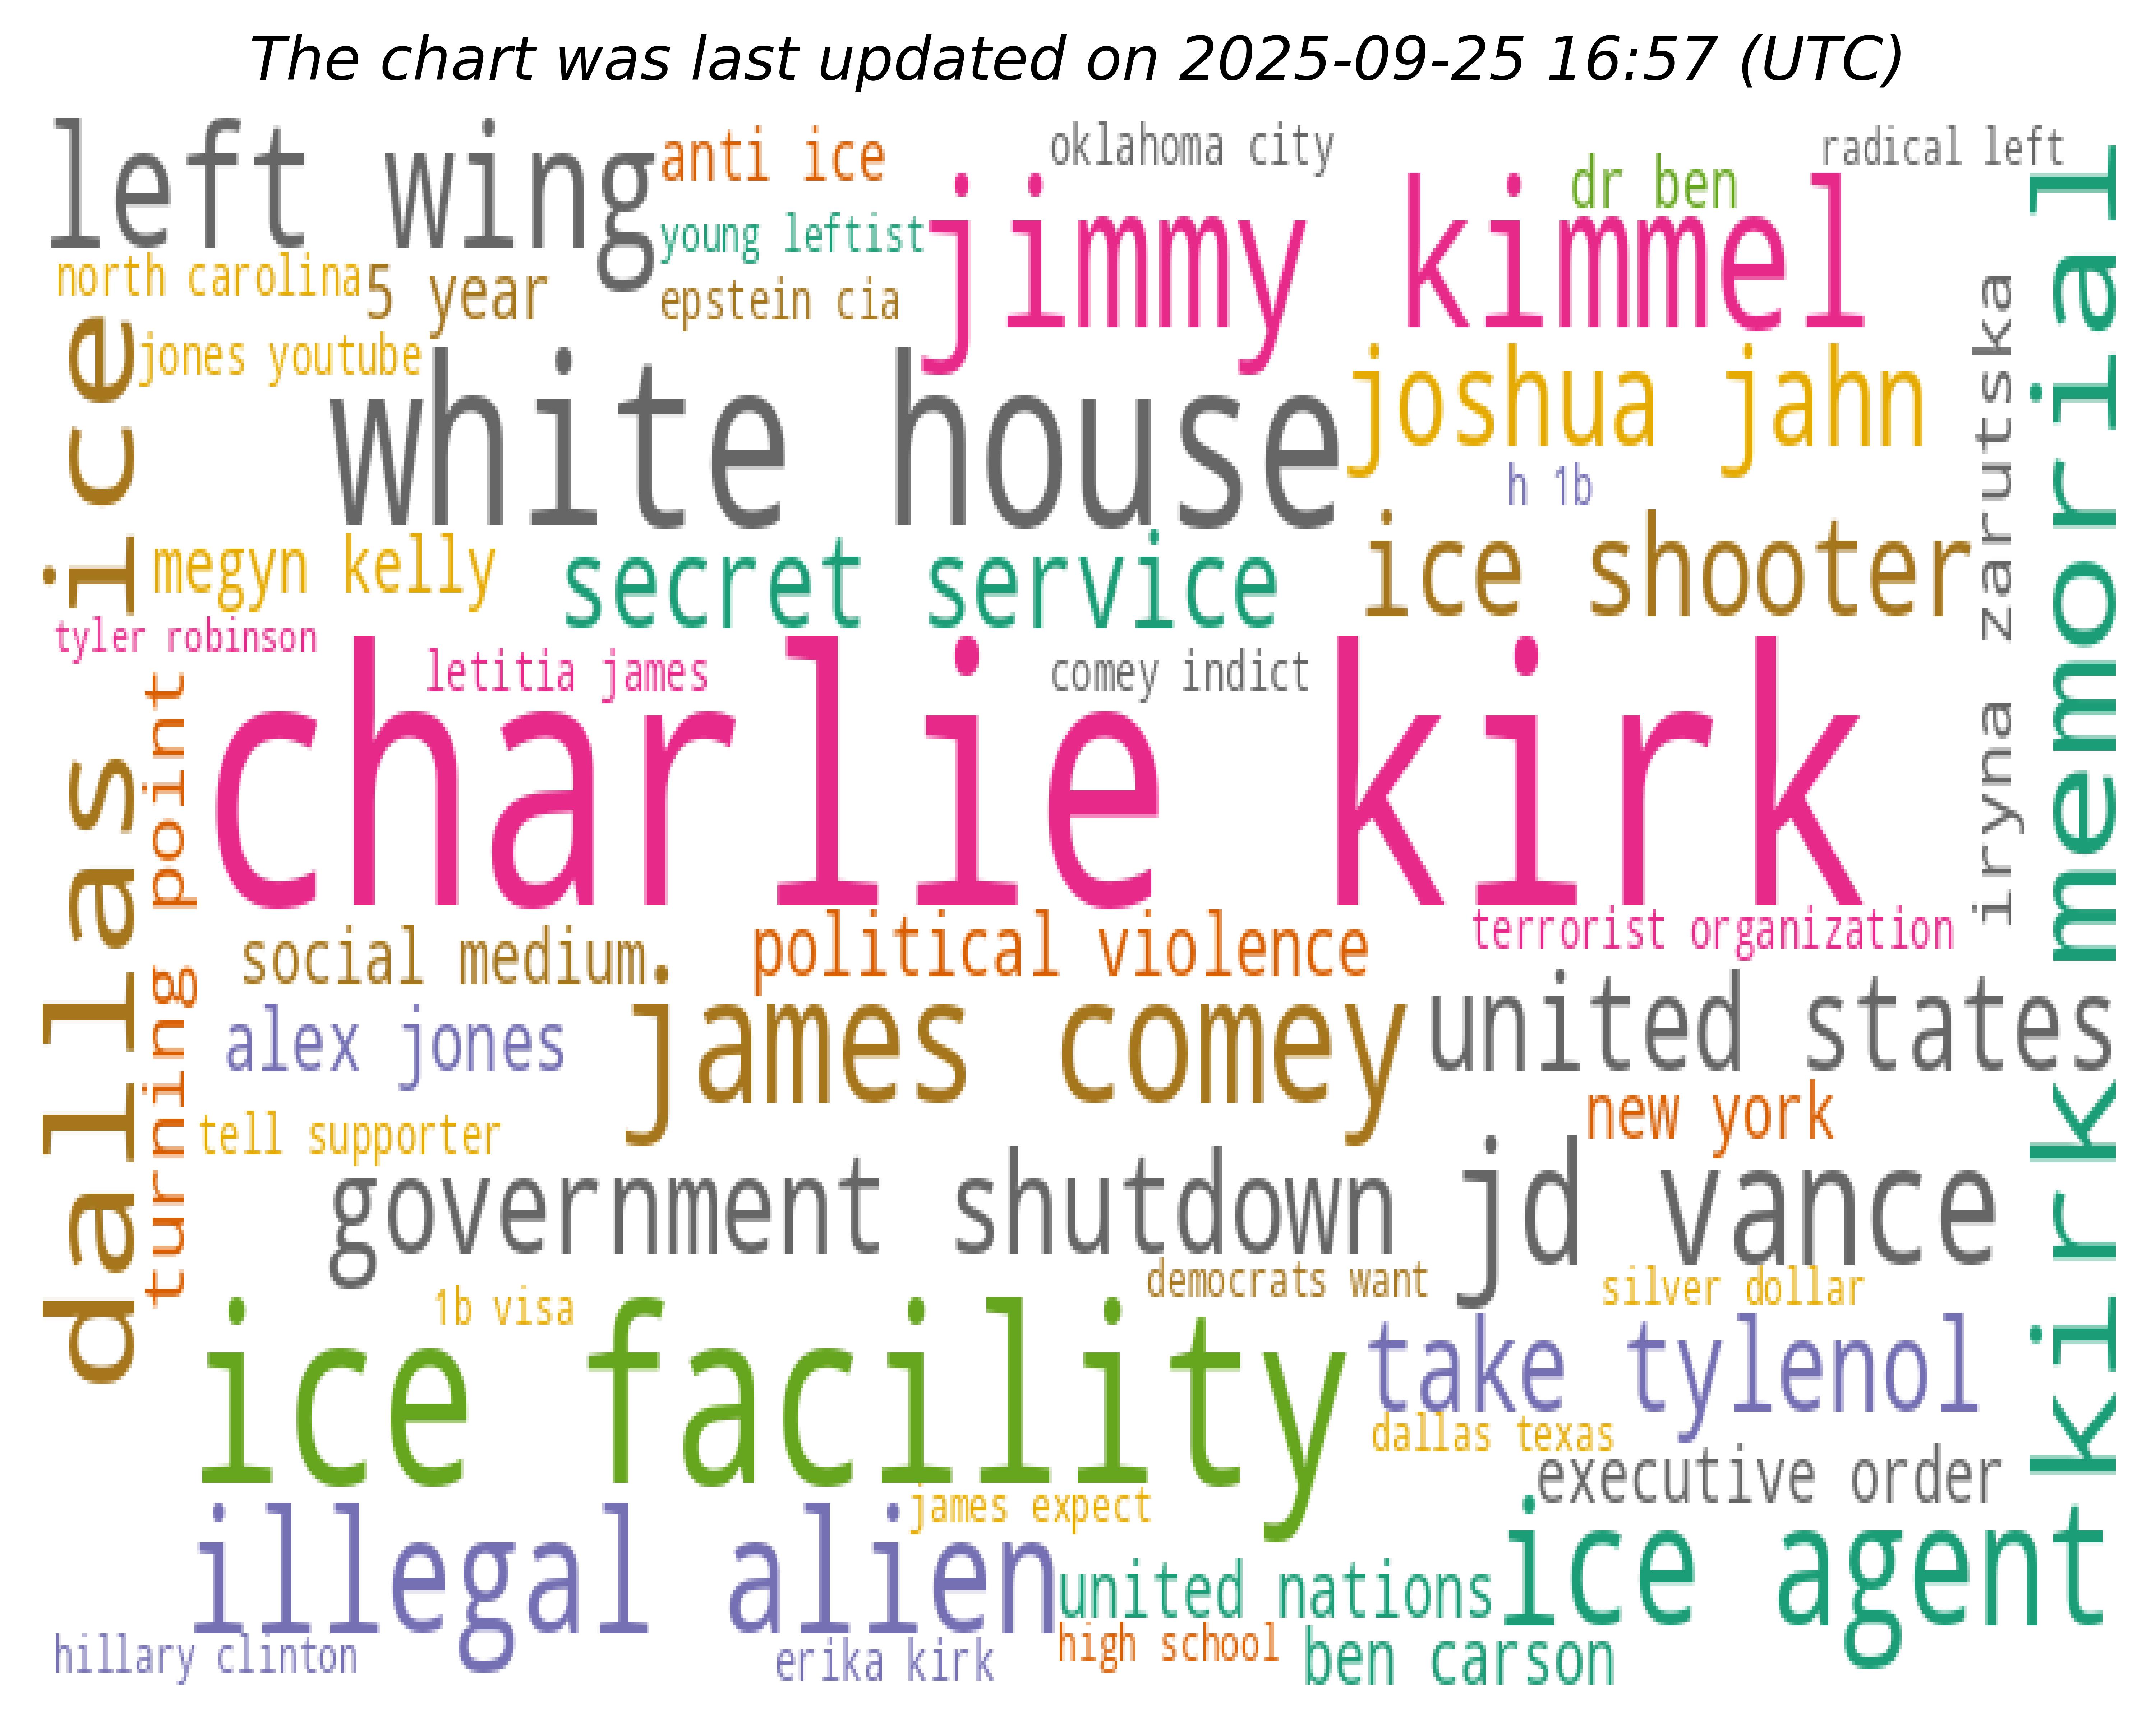 The chart was last updated on 2025-09-25 16:57 (UTC)
left wing
anti ice
oklahoma city
radical left
dr ben
jimmy kimmel
young leftist
north carolina
5 year
epstein cia
jones youtube
white house
joshua jahn
h 1b
iryna zarutska
kirk memorial
dallas ice
megyn kelly
secret service
ice shooter
tyler robinson
letitia james
comey indict
charlie kirk
turning point
social medium
political violence
terrorist organization
alex jones
james comey
united states
new york
tell supporter
government shutdown
jd vance
democrats want
silver dollar
1b visa
ice facility
take tylenol
dallas texas
executive order
james expect
illegal alien
ice agent
united nations
high school
ben carson
hillary clinton
erika kirk